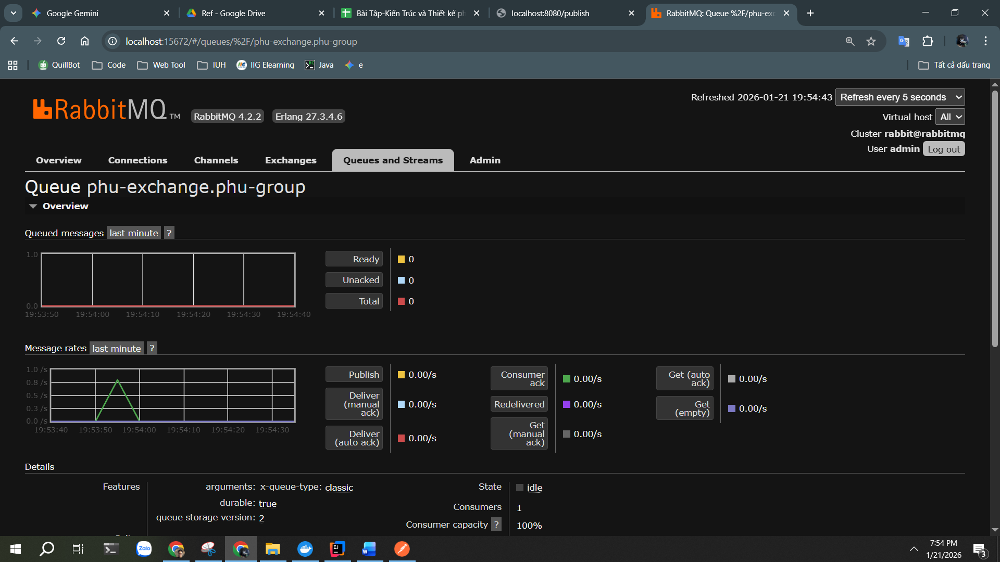 Google Gemini
Ref - Google Drive
Bài Tập-Kiến Trúc và Thiết kế ph
localhost:8080/publish
RabbitMQ: Queue %2F/phu-exc
localhost:15672/#/queues/%2F/phu-exchange.phu-group
QuillBot
Code
Web Tool
IUH
IIG Elearning
Java
e
Tất cả dấu trang
RabbitMQ TM
RabbitMQ 4.2.2
Erlang 27.3.4.6
Refreshed 2026-01-21 19:54:43
Refresh every 5 seconds
Virtual host All
Cluster rabbit@rabbitmq
User admin Log out
Overview
Connections
Channels
Exchanges
Queues and Streams
Admin
Queue phu-exchange.phu-group
Overview
Queued messages last minute ?
1.0
0.0
19:53:50 19:54:00 19:54:10 19:54:20 19:54:30 19:54:40
Ready 0
Unacked 0
Total 0
Message rates last minute ?
1.0 /s
0.8 /s
0.5 /s
0.3 /s
0.0 /s
19:53:40 19:53:50 19:54:00 19:54:10 19:54:20 19:54:30
Publish 0.00/s
Deliver (manual ack) 0.00/s
Deliver (auto ack) 0.00/s
Consumer ack 0.00/s
Redelivered 0.00/s
Get (manual ack) 0.00/s
Get (auto ack) 0.00/s
Get (empty) 0.00/s
Details
Features
arguments: x-queue-type: classic
durable: true
queue storage version: 2
State idle
Consumers 1
Consumer capacity ? 100%
Zalo
7:54 PM
1/21/2026
3